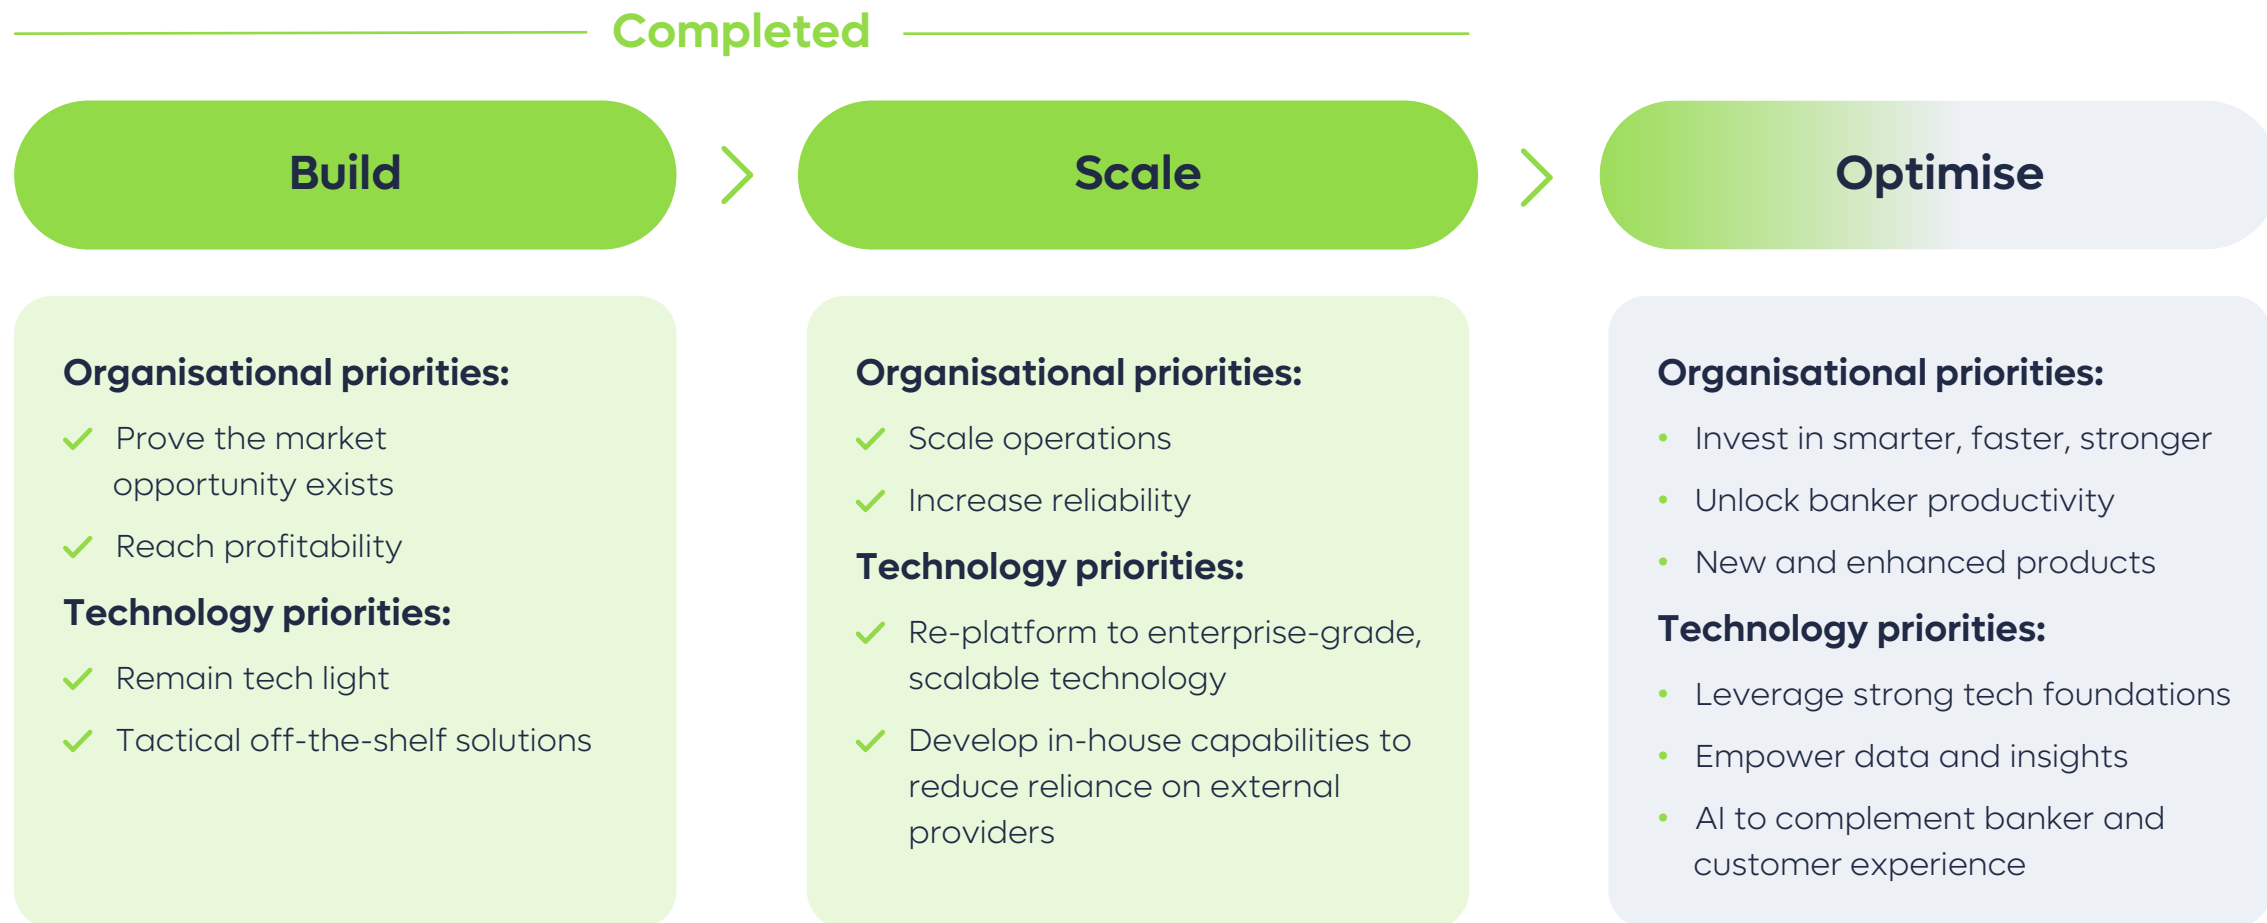 Completed
Build
Scale
Optimise
Organisational priorities:
Prove the market
opportunity exists
Reach profitability
Technology priorities:
Remain tech light
Tactical off-the-shelf solutions
Organisational priorities:
Scale operations
Increase reliability
Technology priorities:
Re-platform to enterprise-grade,
scalable technology
Develop in-house capabilities to
reduce reliance on external
providers
Organisational priorities:
Invest in smarter, faster, stronger
Unlock banker productivity
New and enhanced products
Technology priorities:
Leverage strong tech foundations
Empower data and insights
AI to complement banker and
customer experience